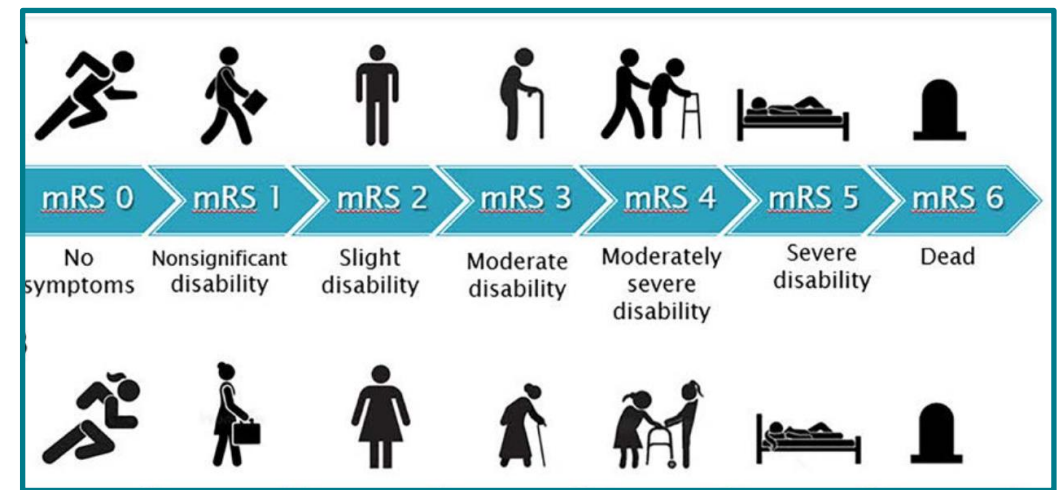 mRS 0
mRS 1
mRS 2
mRS 3
mRS 4
mRS 5
mRS 6
No
symptoms
Nonsignificant
disability
Slight
disability
Moderate
disability
Moderately
severe
disability
Severe
disability
Dead